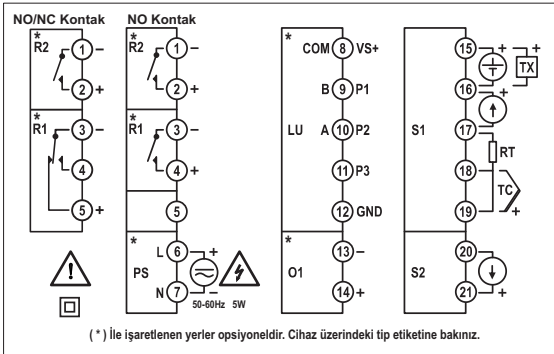 NO/NC Kontak
NO Kontak
* R2 1 –
2 +
* R1 3 –
4
5 +
* R2 1 –
2 +
* R1 3 –
4 +
5
* PS L 6 +
N 7 –
50-60Hz 5W
* COM 8 VS+
B 9 P1
LU A 10 P2
11 P3
12 GND
* O1 13 –
14 +
S1 15 – + TX
16 +
17
RT
18
TC
19 +
S2 20
21 +
( * ) İle işaretlenen yerler opsiyoneldir. Cihaz üzerindeki tip etiketine bakınız.